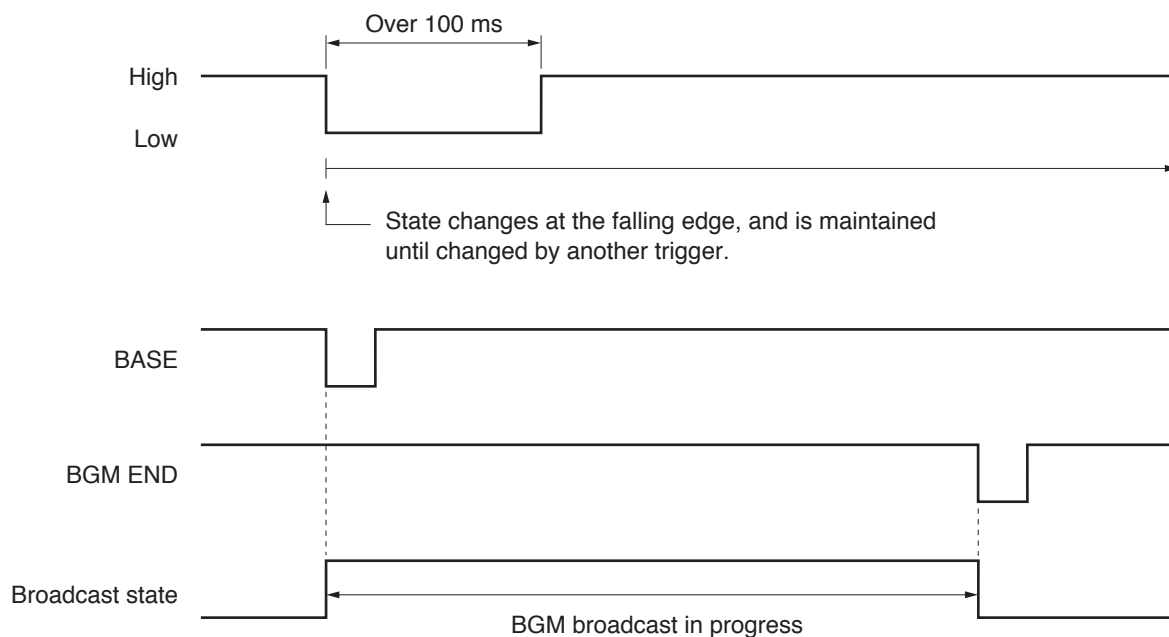 Over 100 ms
High
Low
State changes at the falling edge, and is maintained
until changed by another trigger.
BASE
BGM END
Broadcast state
BGM broadcast in progress